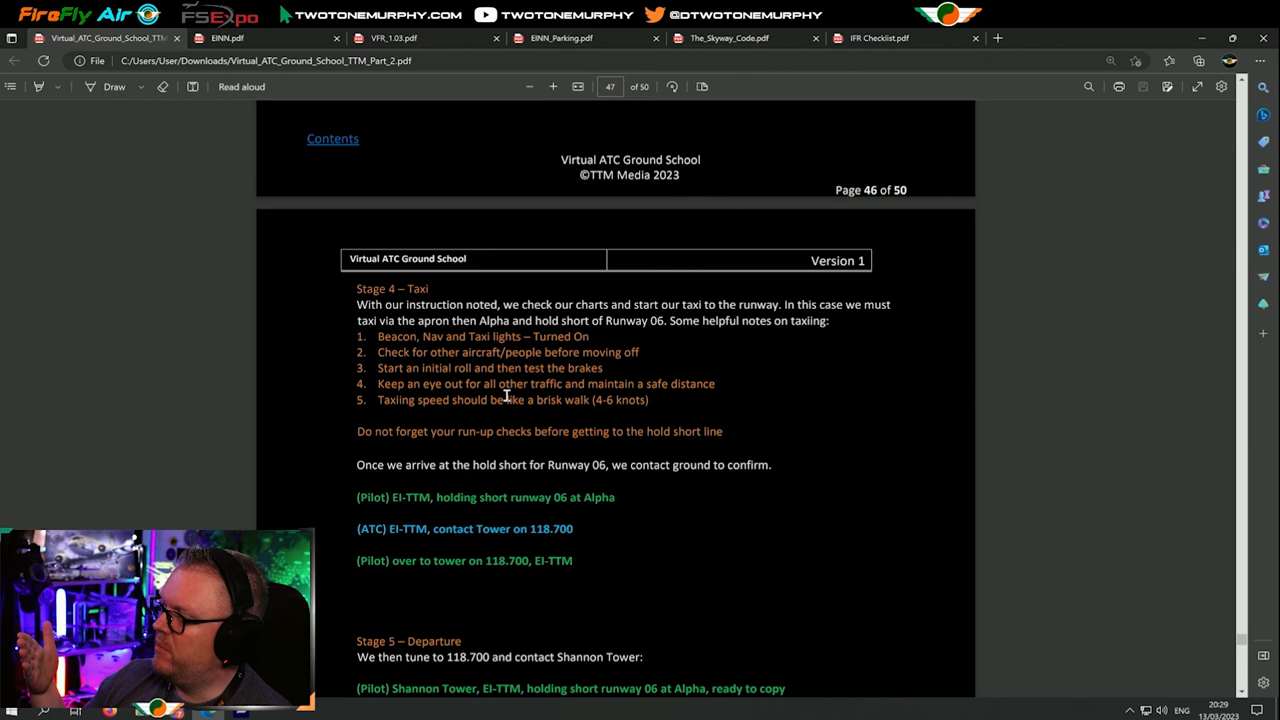 FIREFLY AIR
FSExpo
TWOTONEMURPHY.COM
TWOTONEMURPHY
@DTWOTONEMURPHY
Virtual_ATC_Ground_School_TTM
EINN.pdf
VFR_1.03.pdf
EINN_Parking.pdf
The_Skyway_Code.pdf
IFR Checklist.pdf
File
C:/Users/User/Downloads/Virtual_ATC_Ground_School_TTM_Part_2.pdf
Draw
Read aloud
47 of 50
Contents
Virtual ATC Ground School
©TTM Media 2023
Page 46 of 50
Virtual ATC Ground School
Version 1
Stage 4 – Taxi
With our instruction noted, we check our charts and start our taxi to the runway. In this case we must
taxi via the apron then Alpha and hold short of Runway 06. Some helpful notes on taxiing:
1. Beacon, Nav and Taxi lights – Turned On
2. Check for other aircraft/people before moving off
3. Start an initial roll and then test the brakes
4. Keep an eye out for all other traffic and maintain a safe distance
5. Taxiing speed should be like a brisk walk (4-6 knots)
Do not forget your run-up checks before getting to the hold short line
Once we arrive at the hold short for Runway 06, we contact ground to confirm.
(Pilot) EI-TTM, holding short runway 06 at Alpha
(ATC) EI-TTM, contact Tower on 118.700
(Pilot) over to tower on 118.700, EI-TTM
Stage 5 – Departure
We then tune to 118.700 and contact Shannon Tower:
(Pilot) Shannon Tower, EI-TTM, holding short runway 06 at Alpha, ready to copy
ENG
20:29
13/03/2023